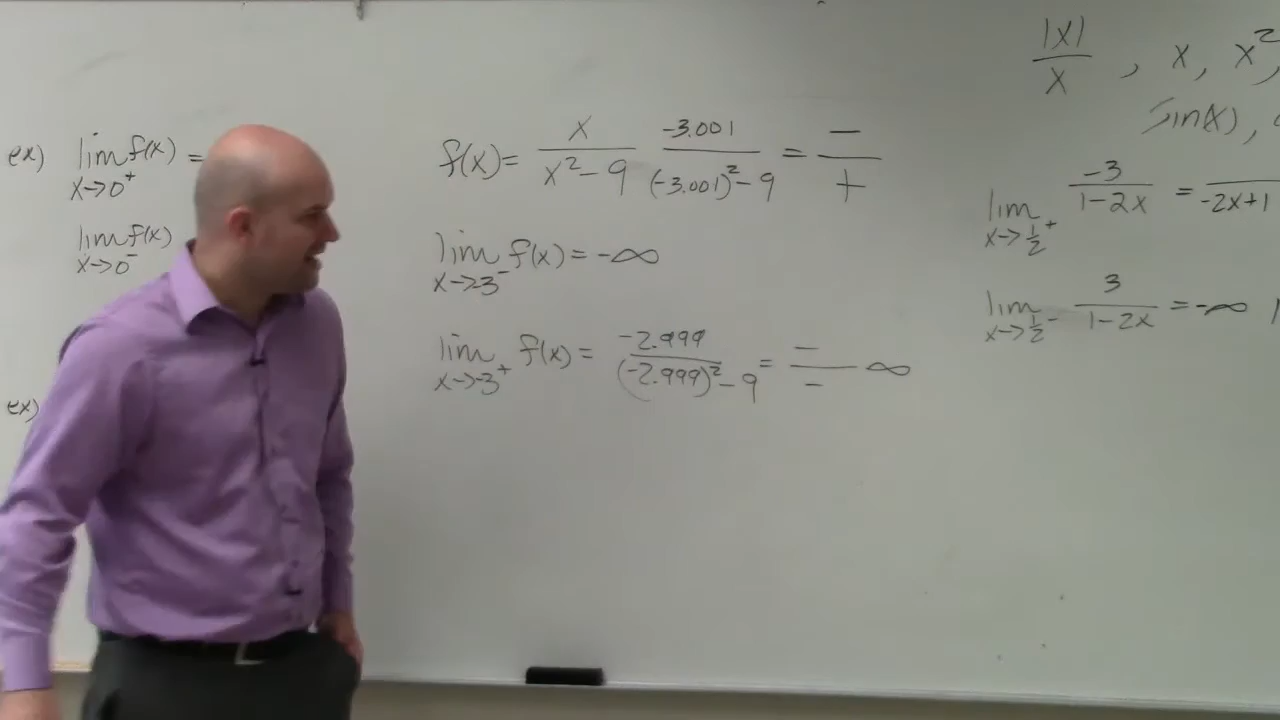 ex) lim f(x) =
x→0⁺
lim f(x)
x→0⁻
ex)
f(x) = x / (x² - 9)   -3.001 / ((-3.001)² - 9) = - / +
lim f(x) = -∞
x→-3⁻
lim f(x) = -2.999 / ((-2.999)² - 9) = - / - ∞
x→-3⁺
|x| / x , x, x²,
sin(x),
lim -3 / (1-2x) = / -2x+1
x→½⁺
lim 3 / (1-2x) = -∞
x→½⁻